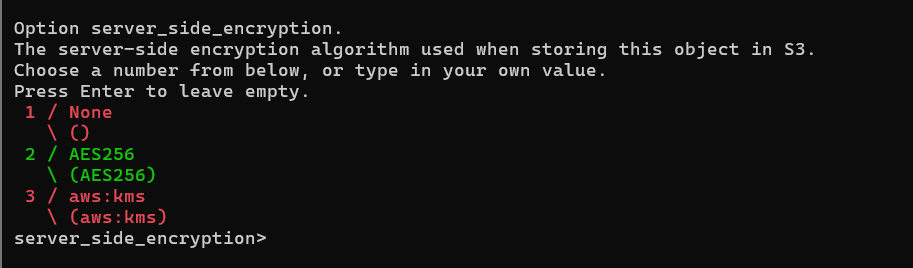 Option server_side_encryption.
The server-side encryption algorithm used when storing this object in S3.
Choose a number from below, or type in your own value.
Press Enter to leave empty.
 1 / None
   \ ()
 2 / AES256
   \ (AES256)
 3 / aws:kms
   \ (aws:kms)
server_side_encryption>